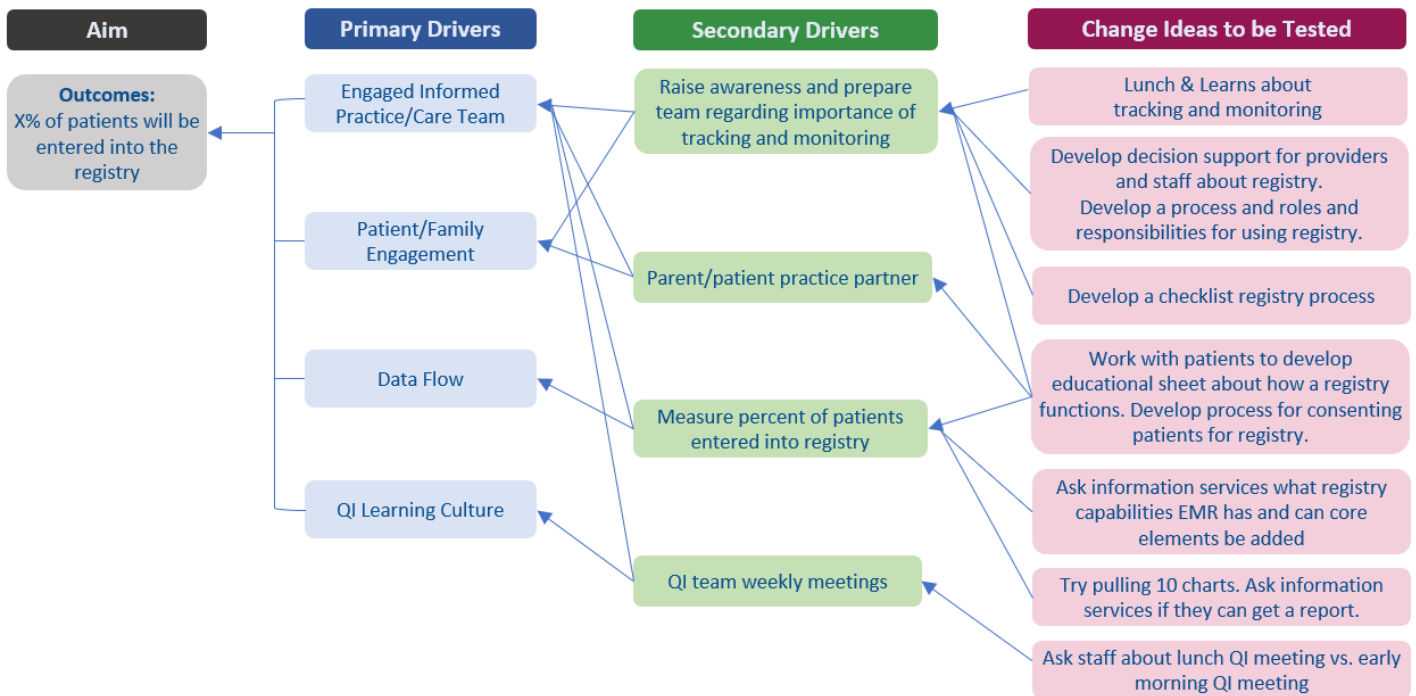 Aim
Primary Drivers
Secondary Drivers
Change Ideas to be Tested
Outcomes:
X% of patients will be
entered into the
registry
Engaged Informed
Practice/Care Team
Patient/Family
Engagement
Data Flow
QI Learning Culture
Raise awareness and prepare
team regarding importance of
tracking and monitoring
Parent/patient practice partner
Measure percent of patients
entered into registry
QI team weekly meetings
Lunch & Learns about
tracking and monitoring
Develop decision support for providers
and staff about registry.
Develop a process and roles and
responsibilities for using registry.
Develop a checklist registry process
Work with patients to develop
educational sheet about how a registry
functions. Develop process for consenting
patients for registry.
Ask information services what registry
capabilities EMR has and can core
elements be added
Try pulling 10 charts. Ask information
services if they can get a report.
Ask staff about lunch QI meeting vs. early
morning QI meeting